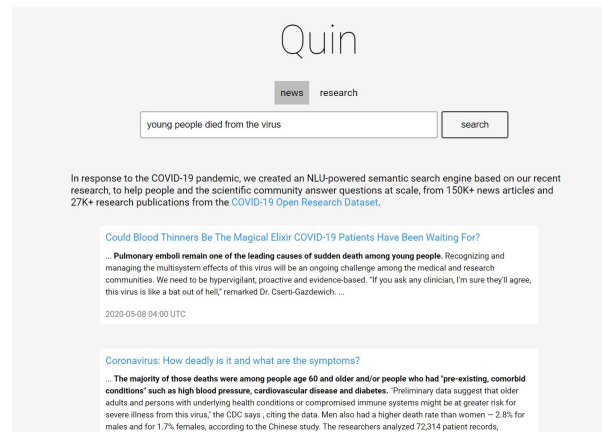 Quin
news research
young people died from the virus search
In response to the COVID-19 pandemic, we created an NLU-powered semantic search engine based on our recent
research, to help people and the scientific community answer questions at scale, from 150K+ news articles and
27K+ research publications from the COVID-19 Open Research Dataset.
Could Blood Thinners Be The Magical Elixir COVID-19 Patients Have Been Waiting For?
... Pulmonary emboli remain one of the leading causes of sudden death among young people. Recognizing and
managing the multisystem effects of this virus will be an ongoing challenge among the medical and research
communities. We need to be hypervigilant, proactive and evidence-based. "If you ask any clinician, I'm sure they'll agree,
this virus is like a bat out of hell," remarked Dr. Cserti-Gazdewich. ...
2020-05-08 04:00 UTC
Coronavirus: How deadly is it and what are the symptoms?
... The majority of those deaths were among people age 60 and older and/or people who had "pre-existing, comorbid
conditions" such as high blood pressure, cardiovascular disease and diabetes. "Preliminary data suggest that older
adults and persons with underlying health conditions or compromised immune systems might be at greater risk for
severe illness from this virus," the CDC says , citing the data. Men also had a higher death rate than women — 2.8% for
males and for 1.7% females, according to the Chinese study. The researchers analyzed 72,314 patient records,